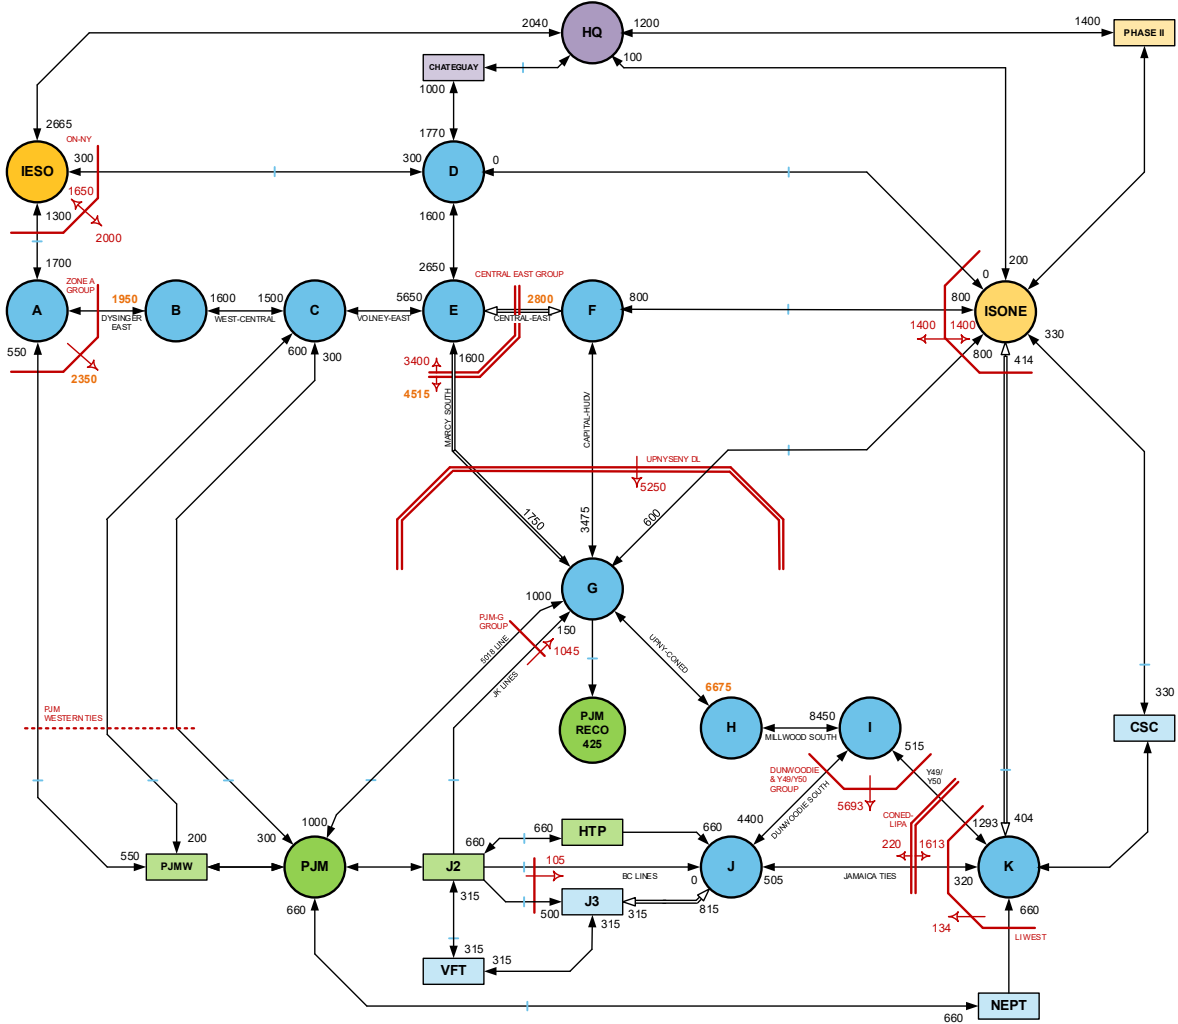 2040
HQ
1200
1400
PHASE II
CHATEGUAY
100
1000
2665
ON-NY
1770
IESO
300
300
D
0
1650
1300
2000
1600
1700
ZONE A
GROUP
2650
CENTRAL EAST GROUP
200
0
A
1950
B
1600
1500
C
5650
E
2800
F
800
800
ISONE
DYSINGER
EAST
WEST-CENTRAL
VOLNEY-EAST
CENTRAL-EAST
1400
1400
330
550
600
300
1600
800
414
2350
3400
4515
MARCY SOUTH
CAPITAL-HUDV
UPNYSENY DL
5250
1750
3475
600
G
1000
PJM-G
GROUP
150
1045
5018 LINE
JK LINES
UPNY-CONED
6675
PJM
RECO
425
H
8450
I
MILLWOOD SOUTH
515
330
CSC
PJM
WESTERN TIES
DUNWOODIE
& Y49/Y50
GROUP
DUNWOODIE SOUTH
5693
Y49/
Y50
CONED-
LIPA
1000
200
300
660
660
HTP
660
4400
220
1613
1293
404
550
PJMW
PJM
J2
105
BC LINES
J
K
0
505
JAMAICA TIES
320
660
315
500
J3
315
815
660
134
LI WEST
315
315
VFT
315
NEPT
660